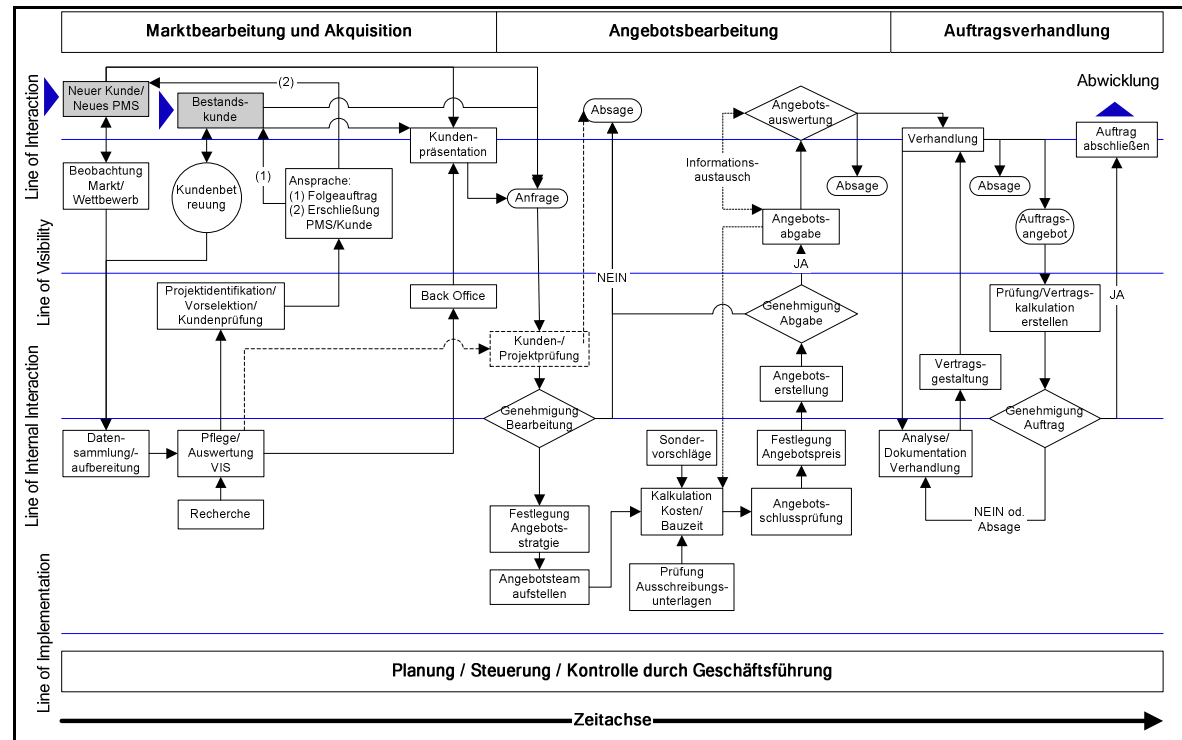 Marktbearbeitung und Akquisition
Angebotsbearbeitung
Auftragsverhandlung
Line of Interaction
Line of Visibility
Line of Internal Interaction
Line of Implementation
Neuer Kunde/
Neues PMS
Bestands-
kunde
(2)
(1)
Beobachtung
Markt/
Wettbewerb
Kundenbet
reuung
Ansprache:
(1) Folgeauftrag
(2) Erschließung
PMS/Kunde
Kunden-
präsentation
Anfrage
Absage
Projektidentifikation/
Vorselektion/
Kundenprüfung
Back Office
Daten-
sammlung/-
aufbereitung
Pflege/
Auswertung
VIS
Recherche
Kunden-/
Projektprüfung
Genehmigung
Bearbeitung
NEIN
Festlegung
Angebots-
stratgie
Angebotsteam
aufstellen
Informations-
austausch
Angebots-
auswertung
Absage
Angebots-
abgabe
JA
Genehmigung
Abgabe
Angebots-
erstellung
Festlegung
Angebotspreis
Angebots-
schlussprüfung
Sonder-
vorschläge
Kalkulation
Kosten/
Bauzeit
Prüfung
Ausschreibungs-
unterlagen
Abwicklung
Verhandlung
Auftrag
abschließen
Absage
Auftrags-
angebot
Prüfung/Vertrags-
kalkulation
erstellen
JA
Vertrags-
gestaltung
Genehmigung
Auftrag
Analyse/
Dokumentation
Verhandlung
NEIN od.
Absage
Planung / Steuerung / Kontrolle durch Geschäftsführung
Zeitachse